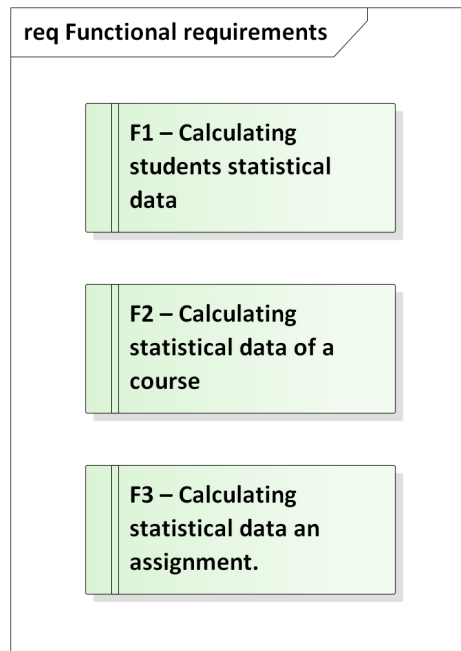 req Functional requirements
F1 – Calculating
students statistical
data
F2 – Calculating
statistical data of a
course
F3 – Calculating
statistical data an
assignment.